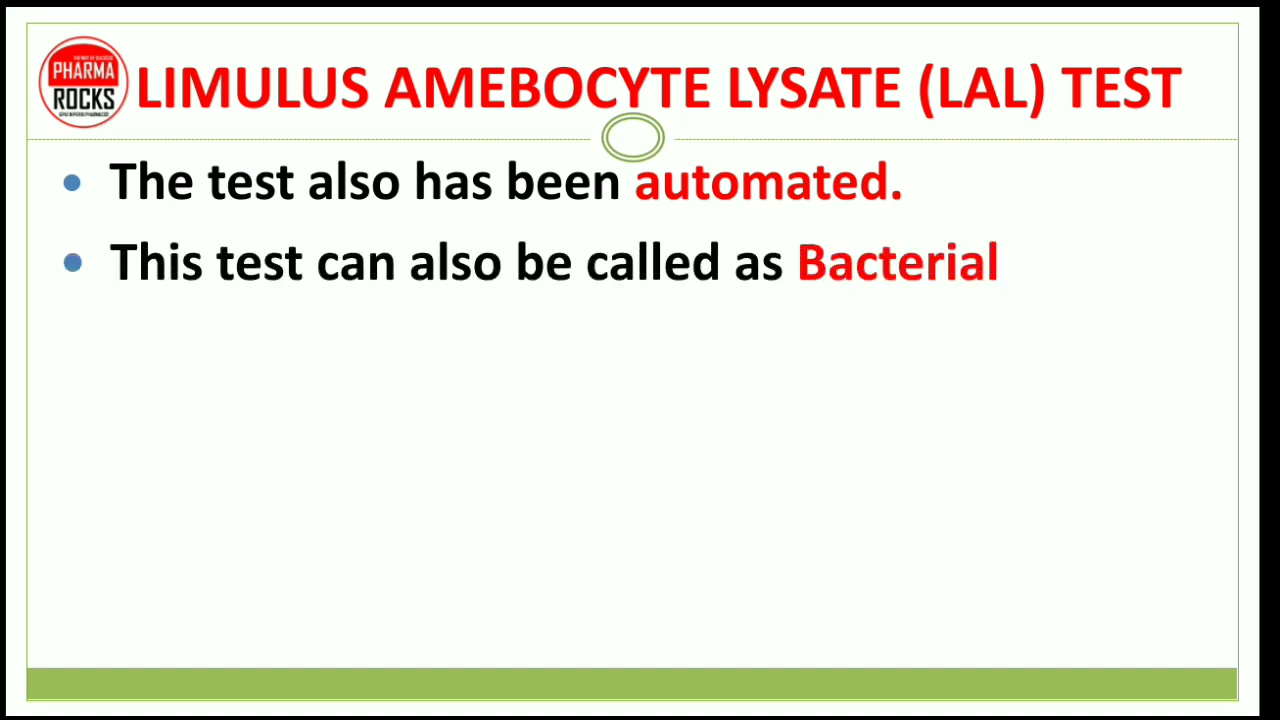 PHARMA
ROCKS
LIMULUS AMEBOCYTE LYSATE (LAL) TEST
The test also has been automated.
This test can also be called as Bacterial